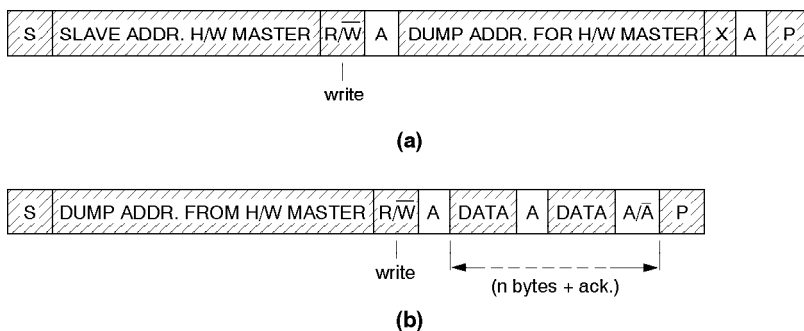 S SLAVE ADDR. H/W MASTER R/W̅ A DUMP ADDR. FOR H/W MASTER X A P
write
(a)
S DUMP ADDR. FROM H/W MASTER R/W̅ A DATA A DATA A/A̅ P
write
(n bytes + ack.)
(b)